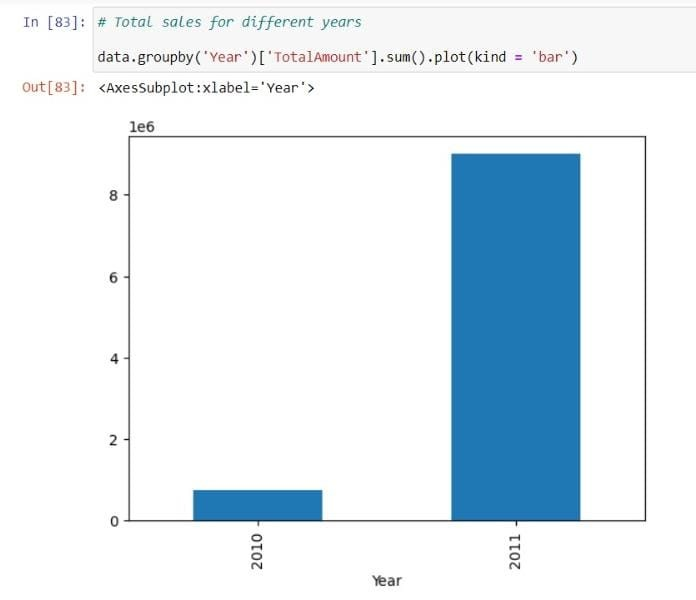 In [83]: # Total sales for different years
data.groupby('Year')['TotalAmount'].sum().plot(kind = 'bar')
Out[83]: <AxesSubplot:xlabel='Year'>
1e6
8
6
4
2
0
2010
2011
Year